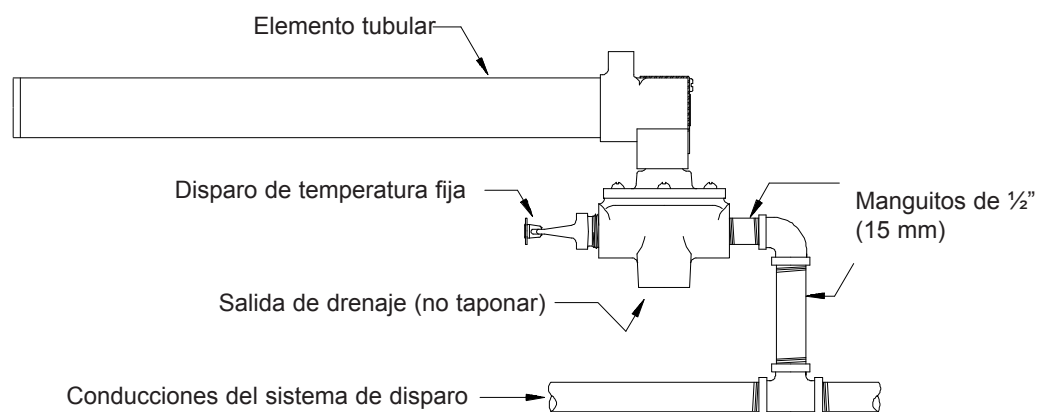 Elemento tubular
Disparo de temperatura fija
Manguitos de ½”
(15 mm)
Salida de drenaje (no taponar)
Conducciones del sistema de disparo